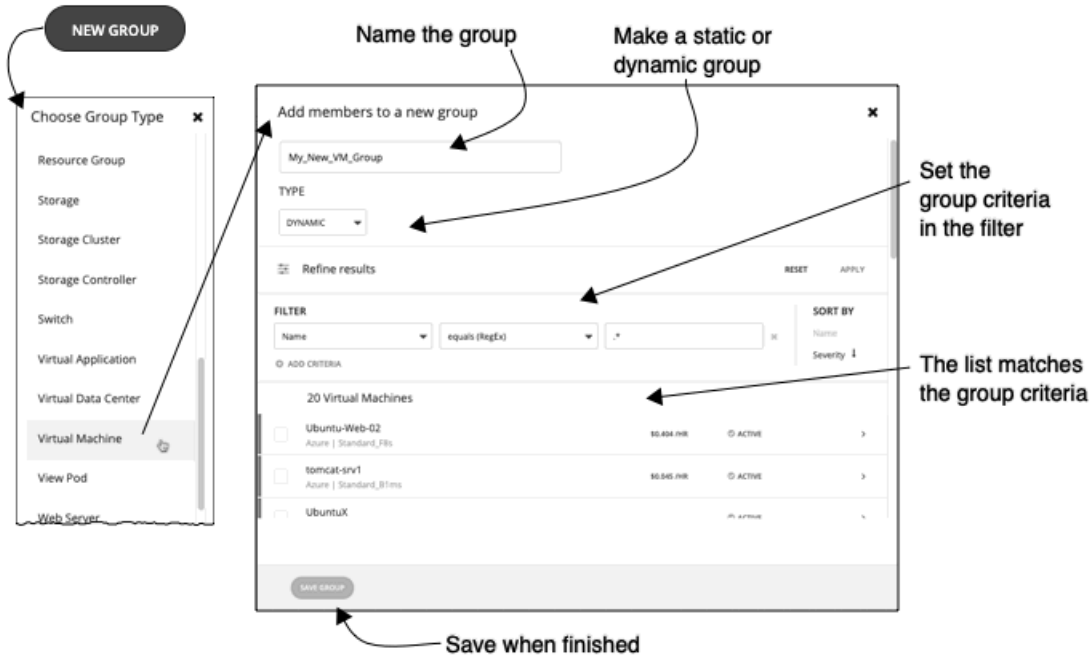 NEW GROUP
Name the group
Make a static or
dynamic group
Choose Group Type
Resource Group
Storage
Storage Cluster
Storage Controller
Switch
Virtual Application
Virtual Data Center
Virtual Machine
View Pod
Web Server
Add members to a new group
My_New_VM_Group
TYPE
DYNAMIC
Refine results
RESET
APPLY
FILTER
SORT BY
Name
equals (RegEx)
.*
Name
Severity
ADD CRITERIA
20 Virtual Machines
Ubuntu-Web-02
Azure | Standard_F8s
$0.404 /HR
ACTIVE
tomcat-srv1
Azure | Standard_B1ms
$0.045 /HR
ACTIVE
UbuntuX
ACTIVE
SAVE GROUP
Set the
group criteria
in the filter
The list matches
the group criteria
Save when finished